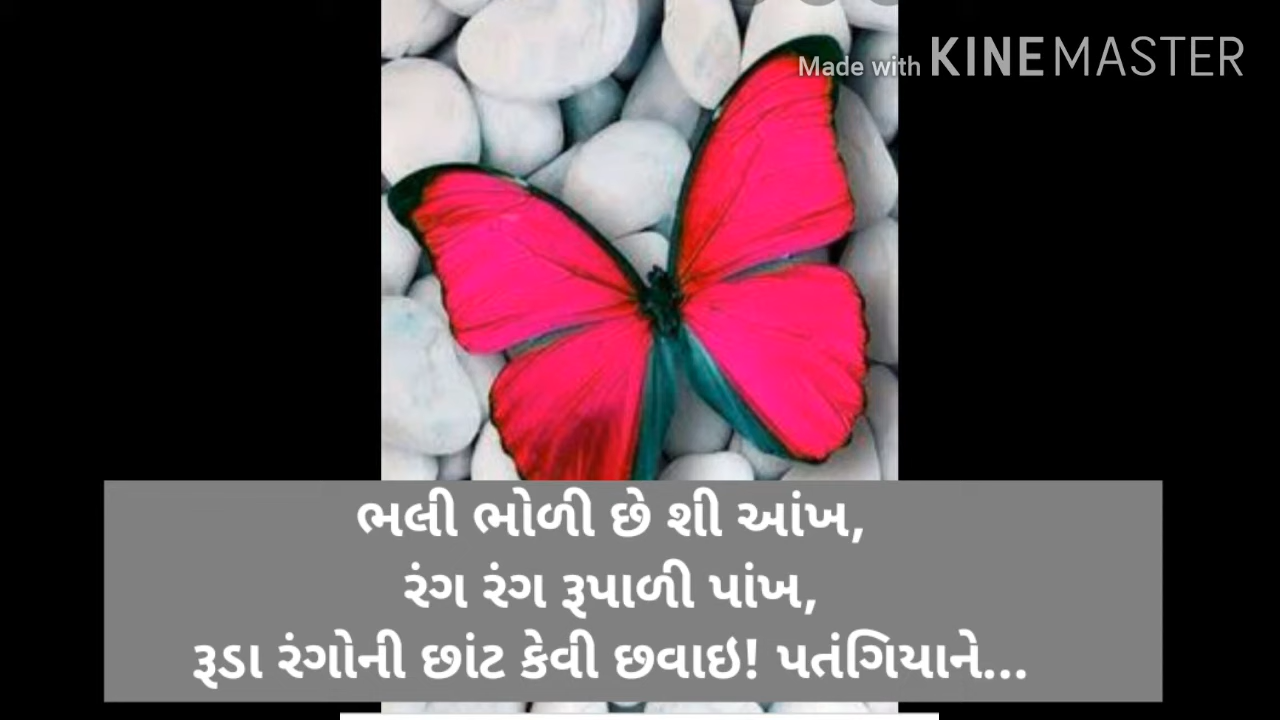 Made with KINEMASTER
ભલી ભોળી છે શી આંખ,
રંગ રંગ રૂપાળી પાંખ,
રૂડા રંગોની છાંટ કેવી છવાઇ! પતંગિયાને...